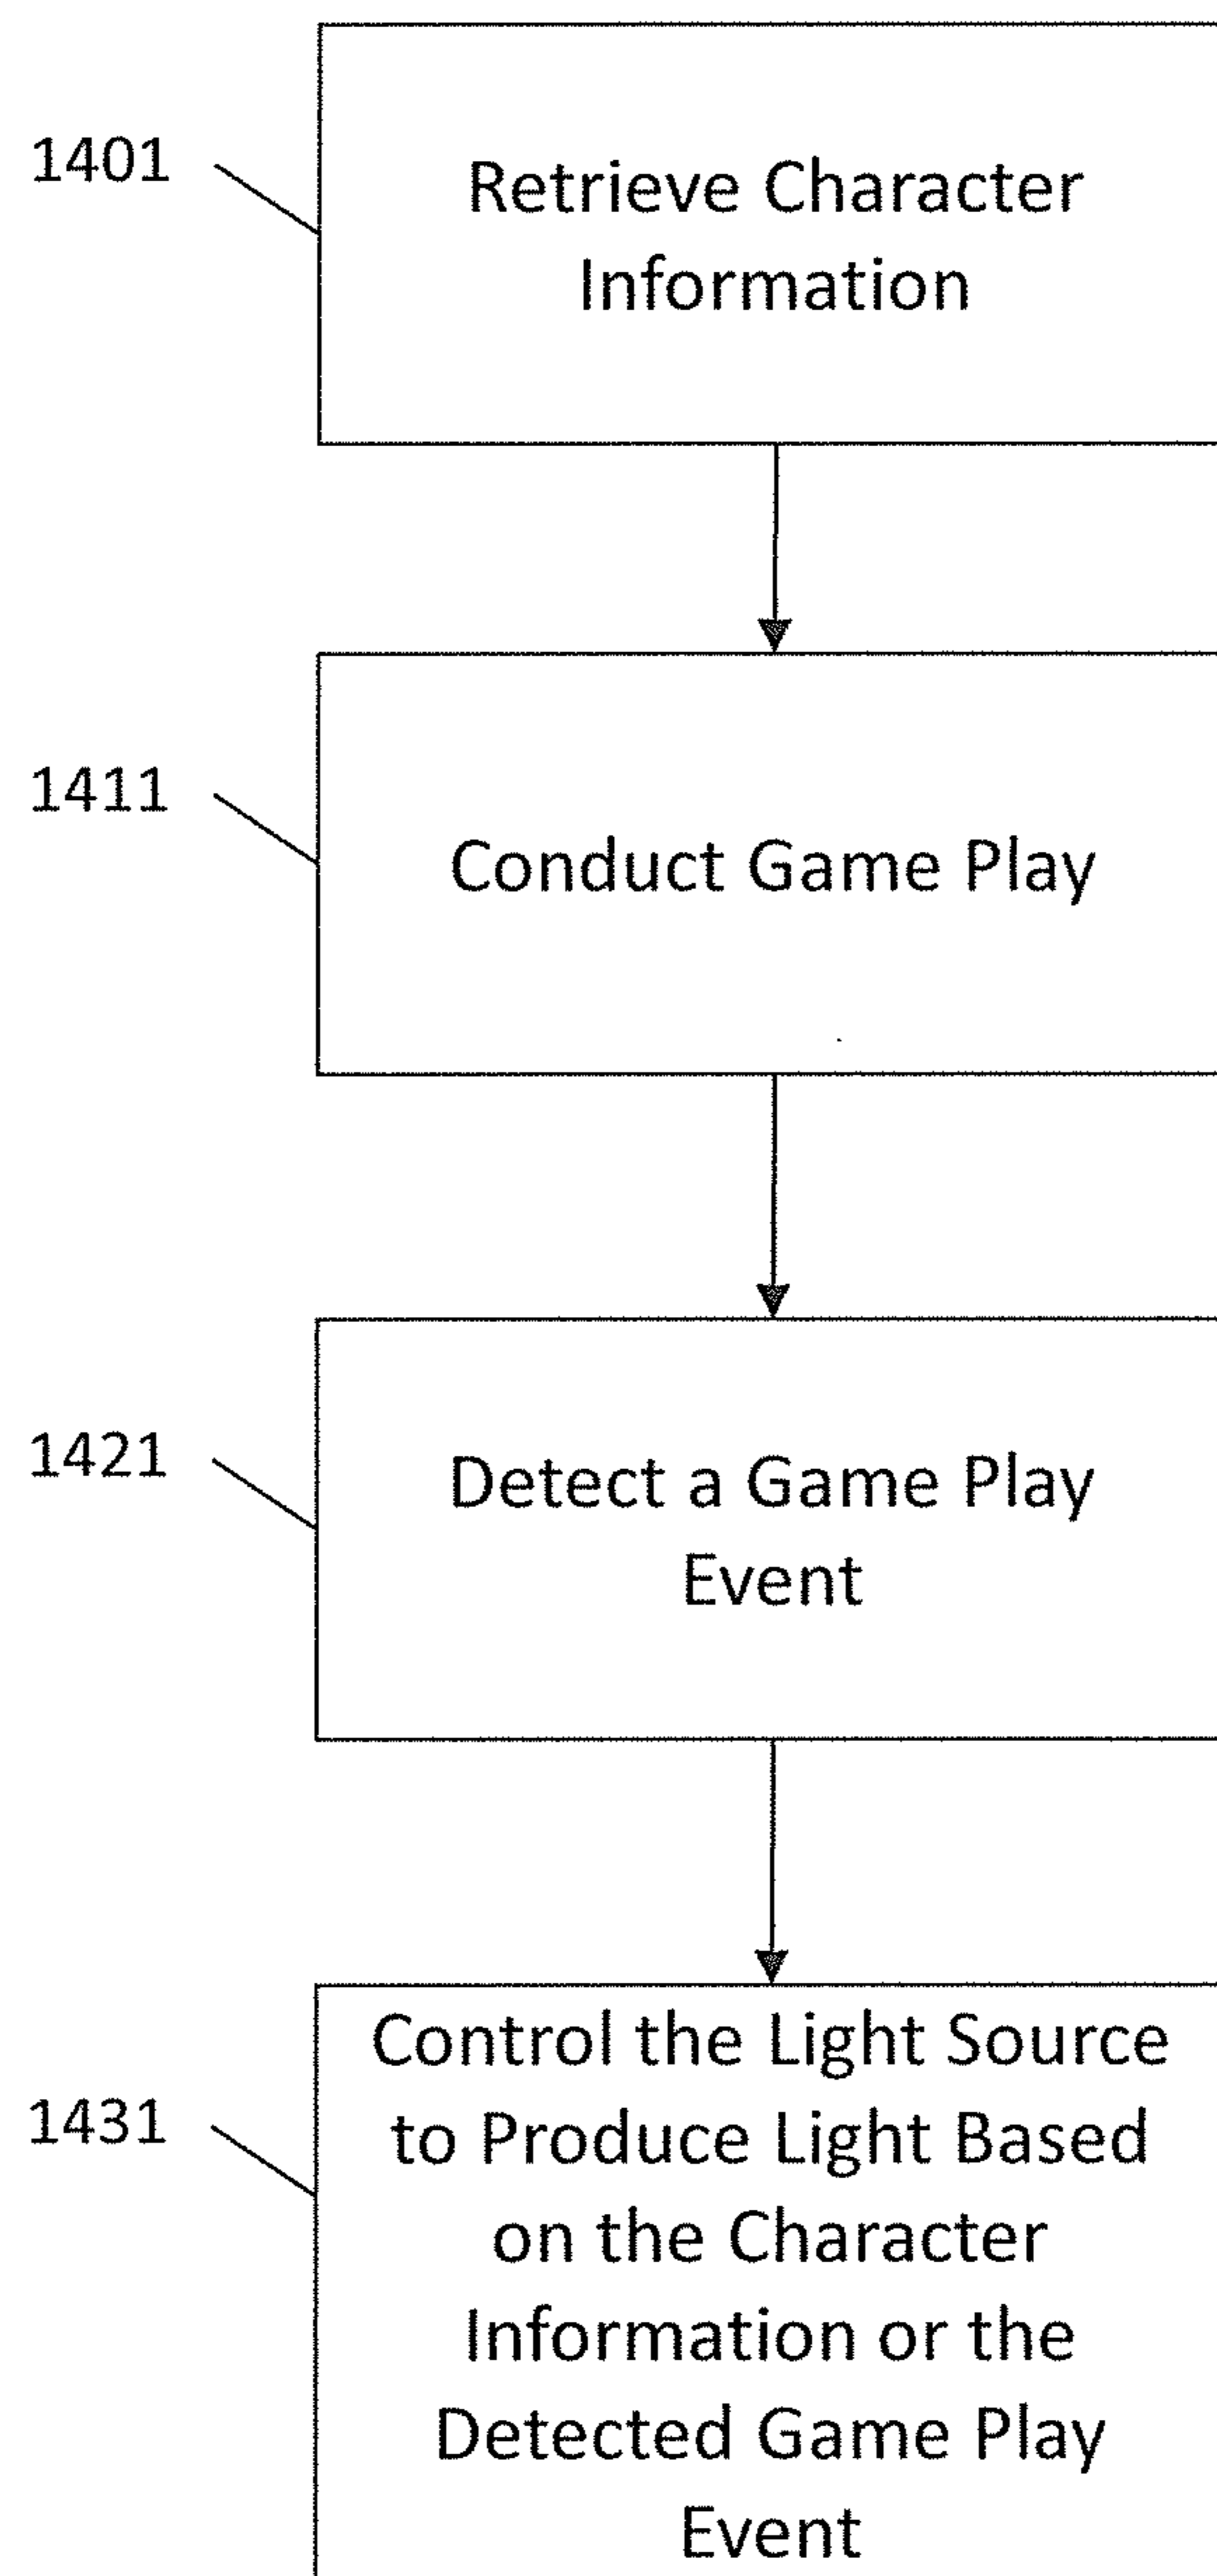 1401
Retrieve Character
Information
1411
Conduct Game Play
1421
Detect a Game Play
Event
1431
Control the Light Source
to Produce Light Based
on the Character
Information or the
Detected Game Play
Event